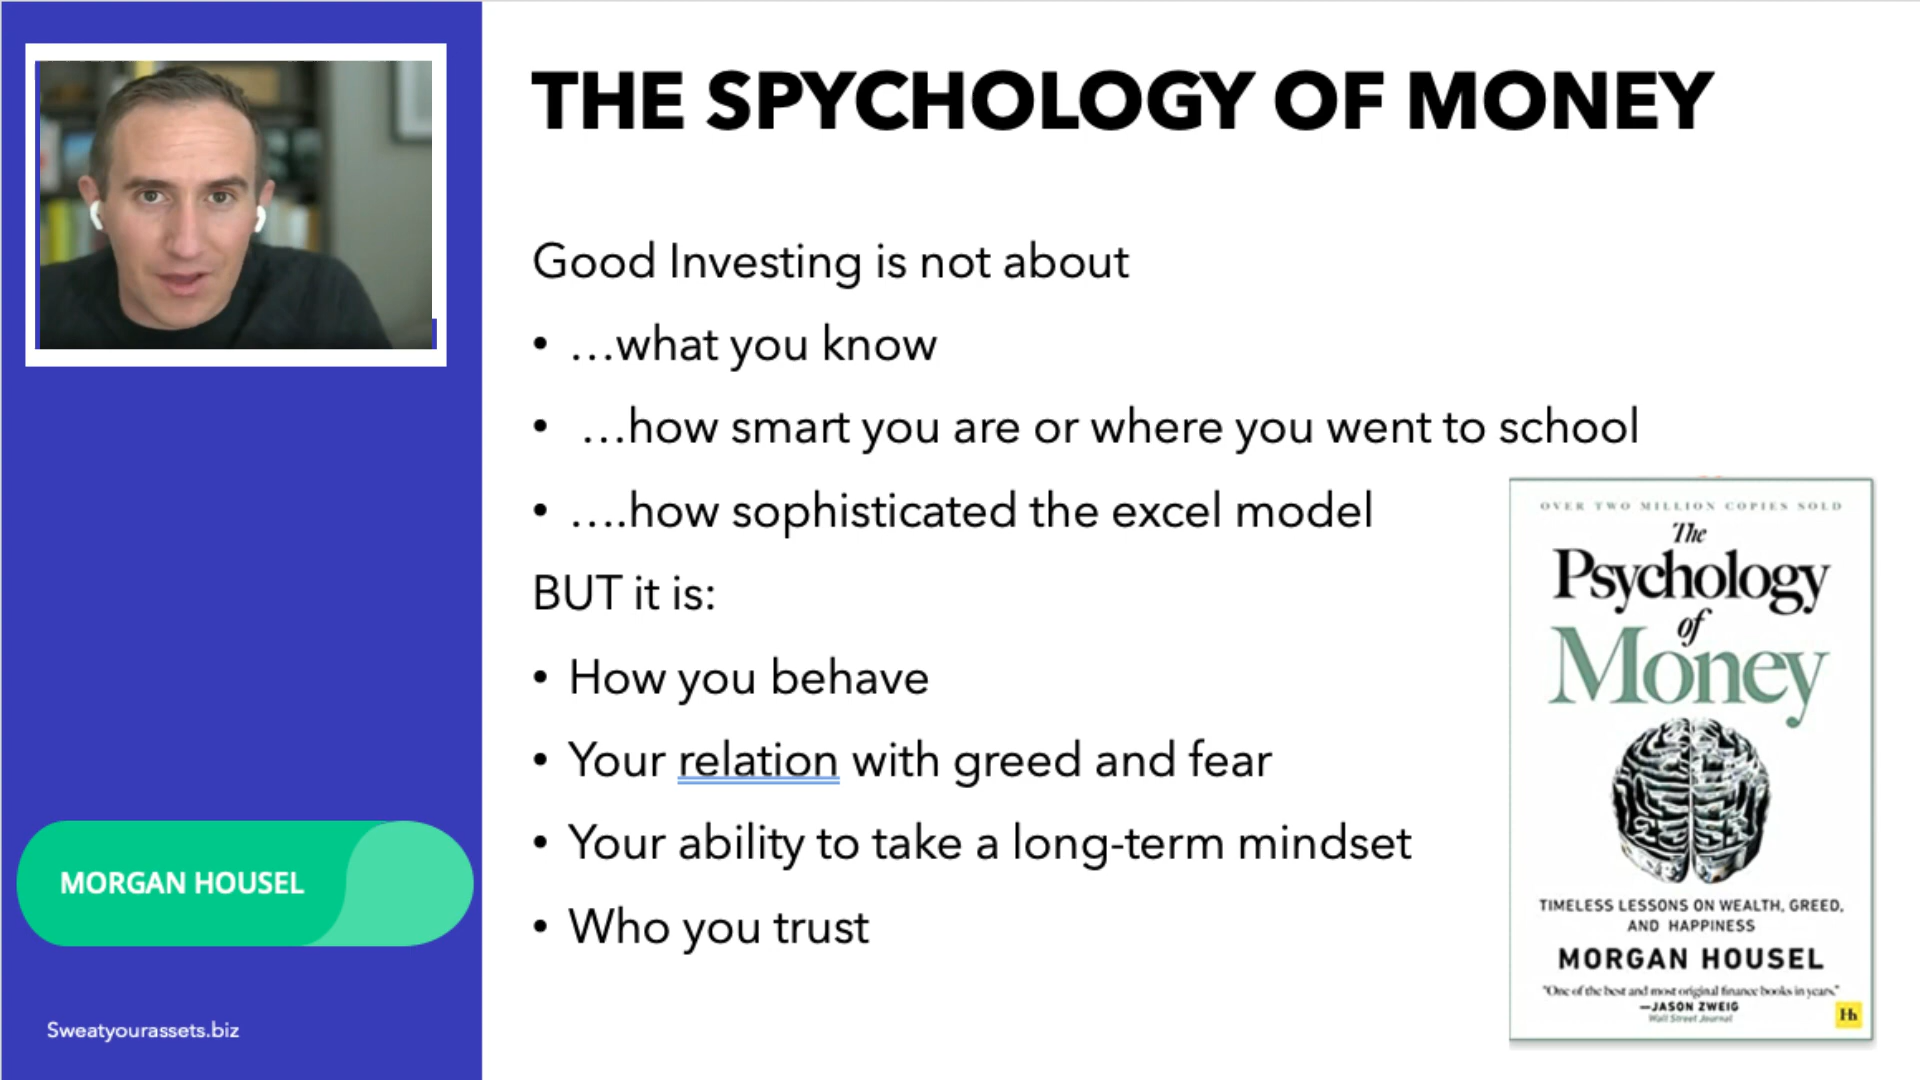 THE SPYCHOLOGY OF MONEY
Good Investing is not about
• …what you know
• …how smart you are or where you went to school
• ….how sophisticated the excel model
BUT it is:
• How you behave
• Your relation with greed and fear
• Your ability to take a long-term mindset
• Who you trust
MORGAN HOUSEL
Sweatyourassets.biz
OVER TWO MILLION COPIES SOLD
The
Psychology
of
Money
TIMELESS LESSONS ON WEALTH, GREED,
AND HAPPINESS
MORGAN HOUSEL
"One of the best and most original finance books in years."
—JASON ZWEIG
Wall Street Journal
Hh